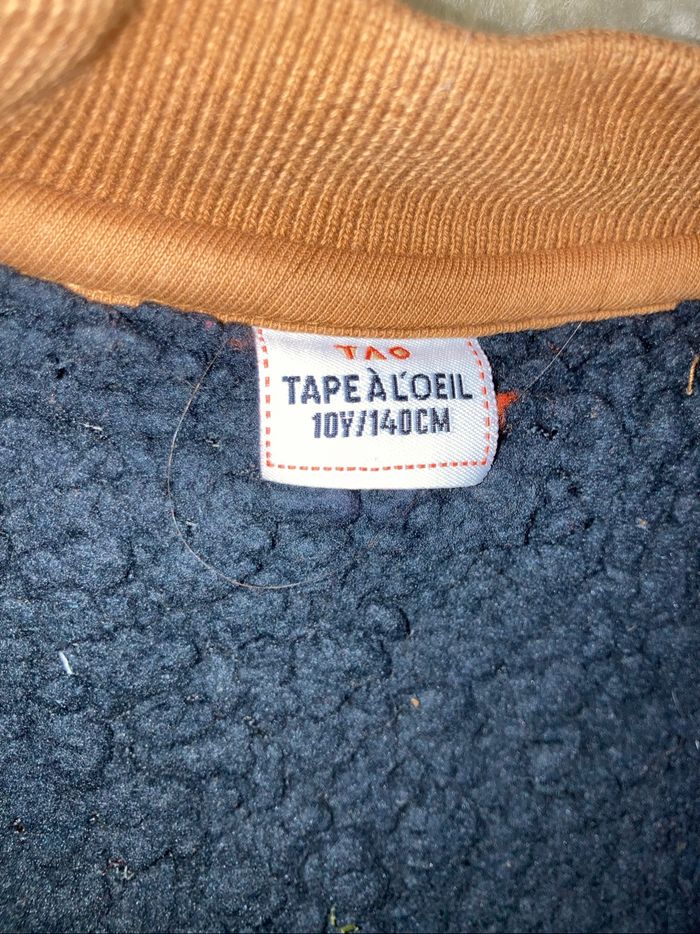 TAO
TAPE À L'OEIL
10Y/140CM